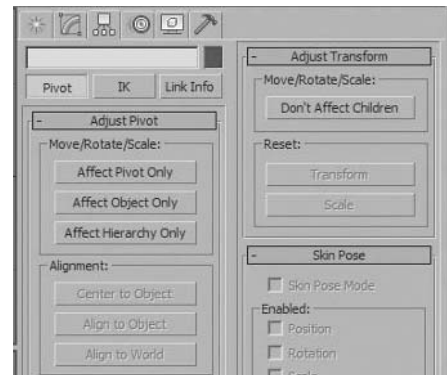 Pivot IK Link Info
- Adjust Pivot
Move/Rotate/Scale:
Affect Pivot Only
Affect Object Only
Affect Hierarchy Only
Alignment:
Center to Object
Align to Object
Align to World
- Adjust Transform
Move/Rotate/Scale:
Don't Affect Children
Reset:
Transform
Scale
- Skin Pose
Skin Pose Mode
Enabled:
Position
Rotation
Scale